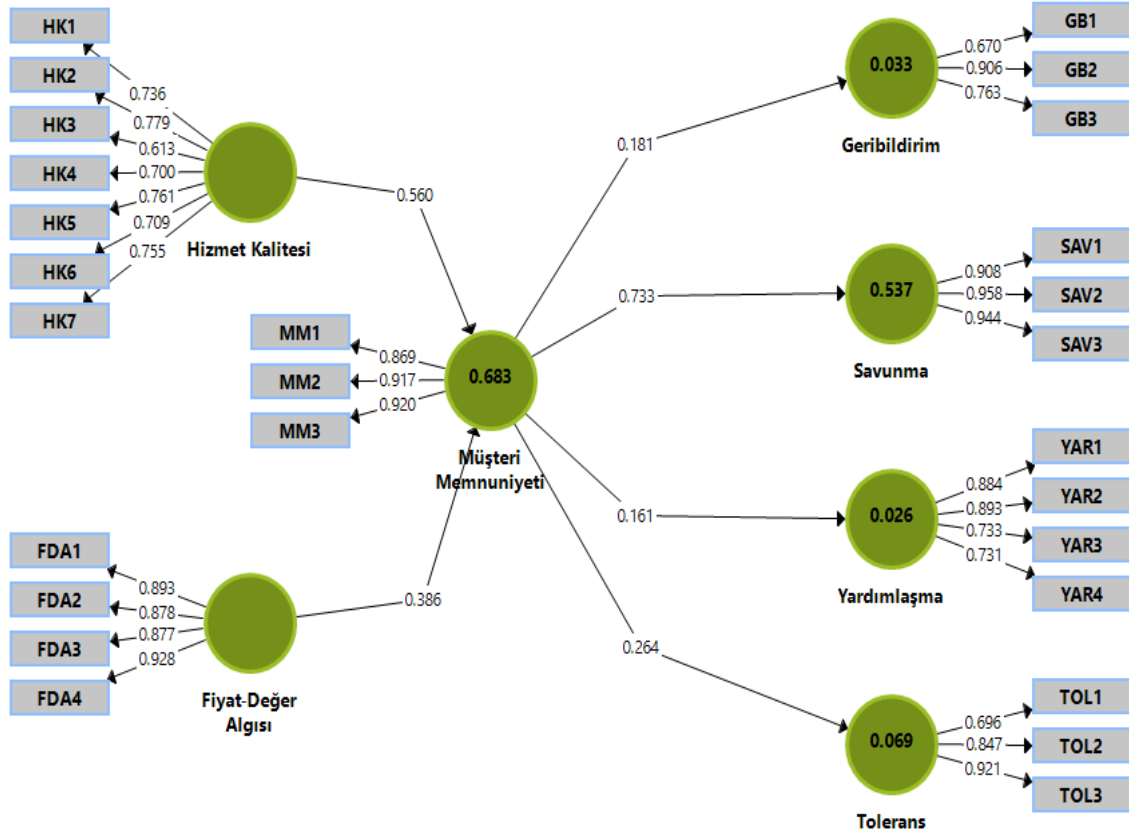 HK1
HK2
HK3
HK4
HK5
HK6
HK7
0.736
0.779
0.613
0.700
0.761
0.709
0.755
Hizmet Kalitesi
0.560
MM1
MM2
MM3
0.869
0.917
0.920
0.683
Müşteri
Memnuniyeti
FDA1
FDA2
FDA3
FDA4
0.893
0.878
0.877
0.928
Fiyat-Değer
Algısı
0.386
0.181
0.733
0.161
0.264
0.033
Geribildirim
0.670
0.906
0.763
GB1
GB2
GB3
0.537
Savunma
0.908
0.958
0.944
SAV1
SAV2
SAV3
0.026
Yardımlaşma
0.884
0.893
0.733
0.731
YAR1
YAR2
YAR3
YAR4
0.069
Tolerans
0.696
0.847
0.921
TOL1
TOL2
TOL3